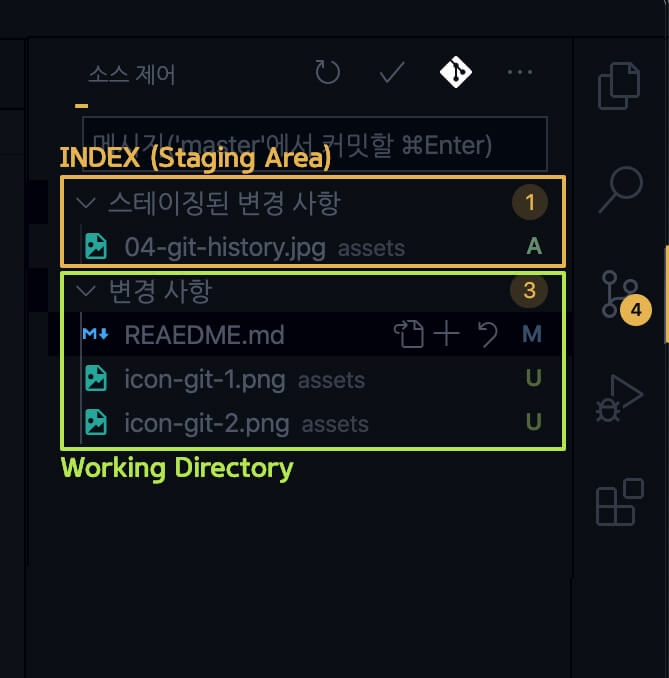 소스 제어
메시지('master'에서 커밋할 ⌘Enter)
INDEX (Staging Area)
스테이징된 변경 사항 1
04-git-history.jpg assets A
변경 사항 3
REAEDME.md M
icon-git-1.png assets U
icon-git-2.png assets U
Working Directory
4